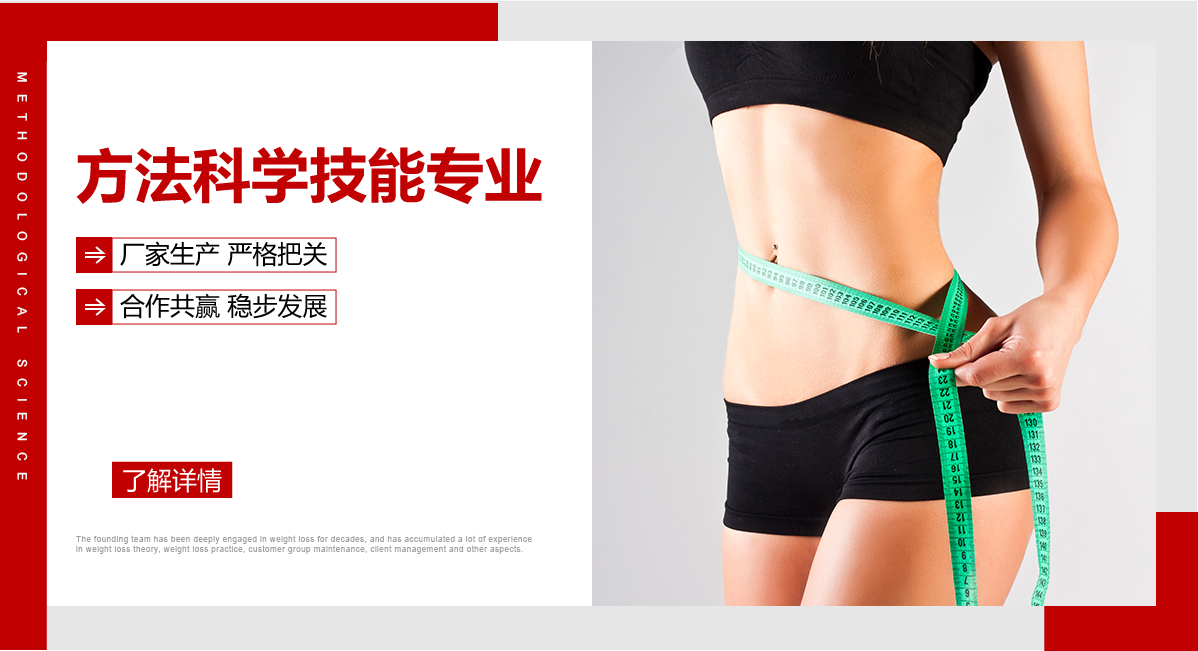 METHODOLOGICAL SCIENCE
方法科学技能专业
厂家生产 严格把关
合作共赢 稳步发展
了解详情
The founding team has been deeply engaged in weight loss for decades, and has accumulated a lot of experience
in weight loss theory, weight loss practice, customer group maintenance, client management and other aspects.